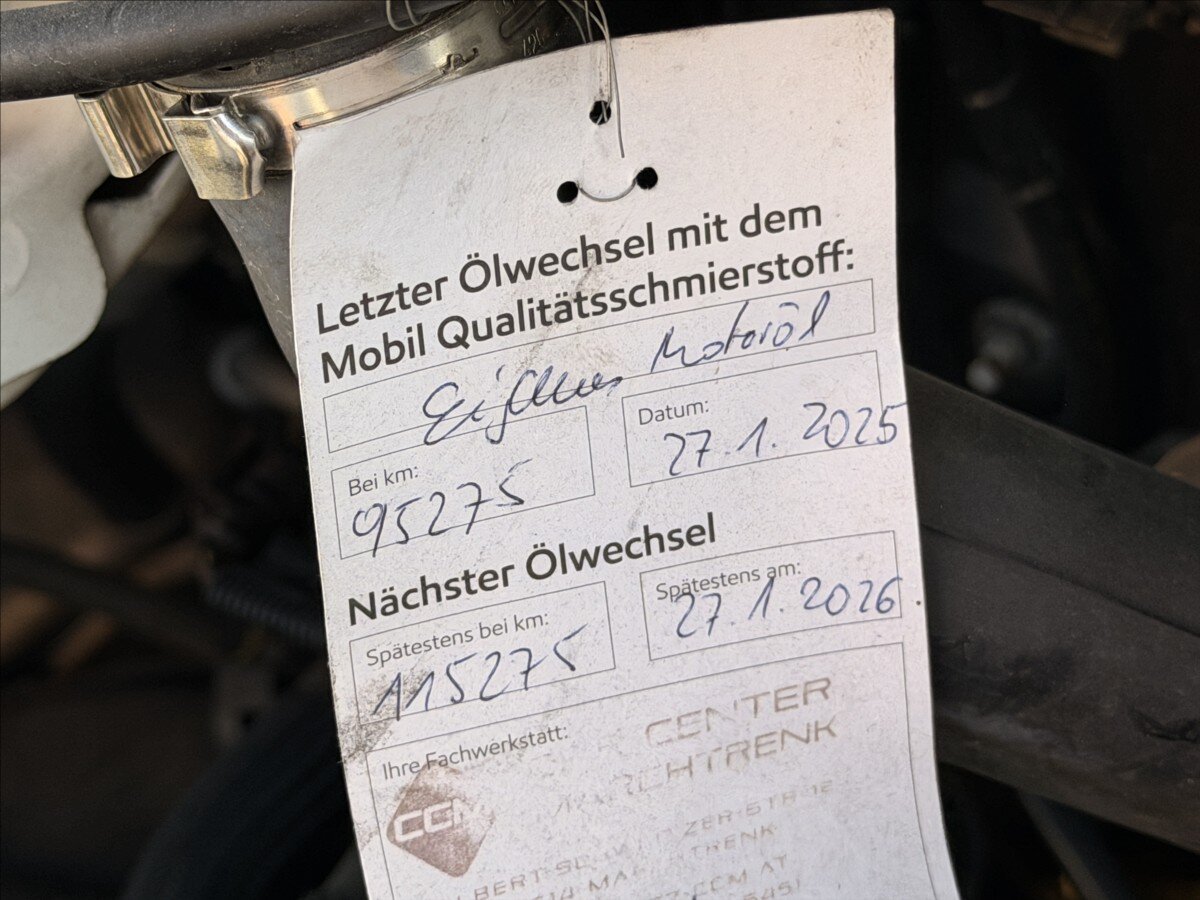 Letzter Ölwechsel mit dem
Mobil Qualitätsschmierstoff:
Motoröl
Bei km:
95275
Datum:
27.1.2025
Nächster Ölwechsel
Spätestens bei km:
115275
Spätestens am:
27.1.2026
Ihre Fachwerkstatt:
CENTER
CCM